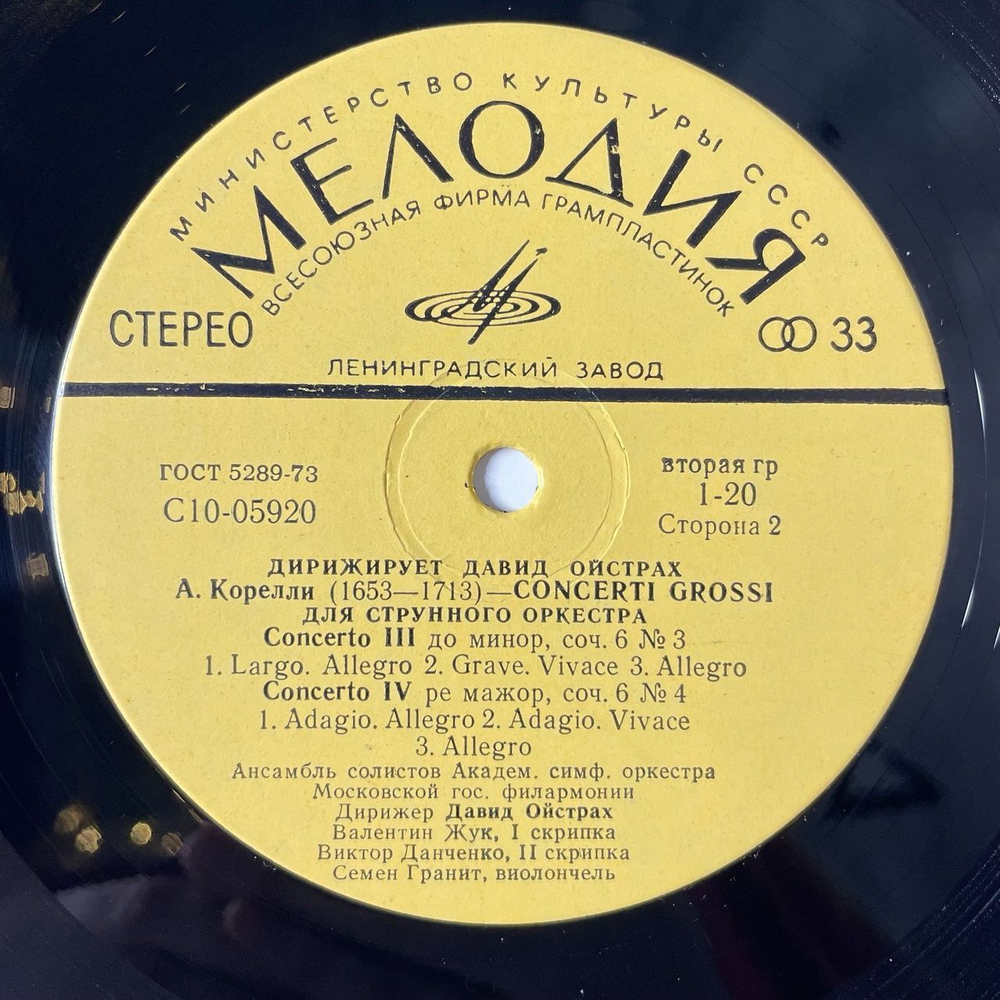 МИНИСТЕРСТВО КУЛЬТУРЫ СССР
МЕЛОДИЯ
ВСЕСОЮЗНАЯ ФИРМА ГРАМПЛАСТИНОК
СТЕРЕО
33
ЛЕНИНГРАДСКИЙ ЗАВОД
ГОСТ 5289-73
С10-05920
вторая гр
1-20
Сторона 2
ДИРИЖИРУЕТ ДАВИД ОЙСТРАХ
А. Корелли (1653—1713)—CONCERTI GROSSI
ДЛЯ СТРУННОГО ОРКЕСТРА
Concerto III до минор, соч. 6 № 3
1. Largo. Allegro 2. Grave. Vivace 3. Allegro
Concerto IV ре мажор, соч. 6 № 4
1. Adagio. Allegro 2. Adagio. Vivace
3. Allegro
Ансамбль солистов Академ. симф. оркестра
Московской гос. филармонии
Дирижер Давид Ойстрах
Валентин Жук, I скрипка
Виктор Данченко, II скрипка
Семен Гранит, виолончель